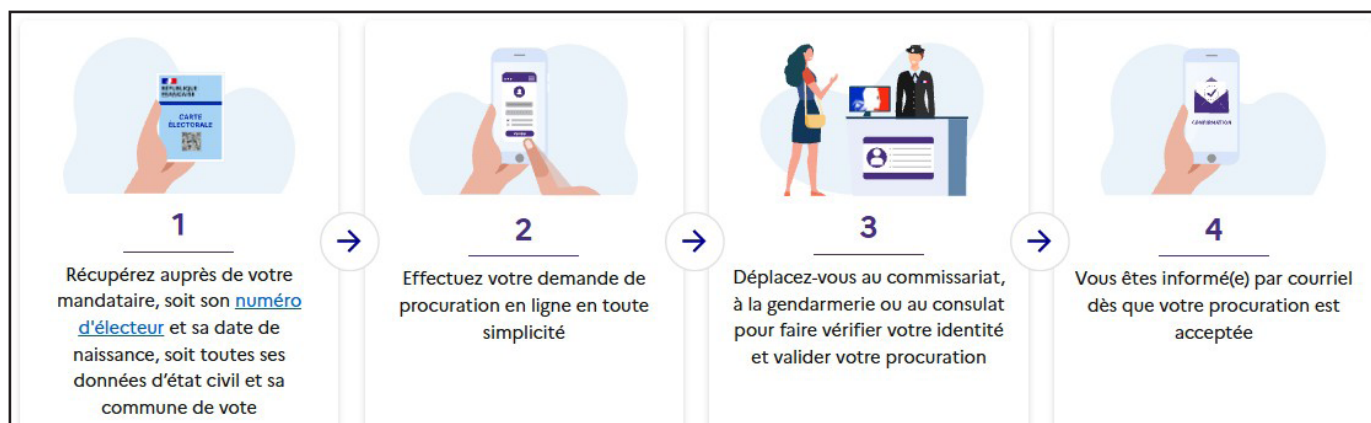 RÉPUBLIQUE
FRANÇAISE
CARTE
ÉLECTORALE
CONFIRMATION
1
Récupérez auprès de votre
mandataire, soit son numéro
d'électeur et sa date de
naissance, soit toutes ses
données d’état civil et sa
commune de vote
2
Effectuez votre demande de
procuration en ligne en toute
simplicité
3
Déplacez-vous au commissariat,
à la gendarmerie ou au consulat
pour faire vérifier votre identité
et valider votre procuration
4
Vous êtes informé(e) par courriel
dès que votre procuration est
acceptée